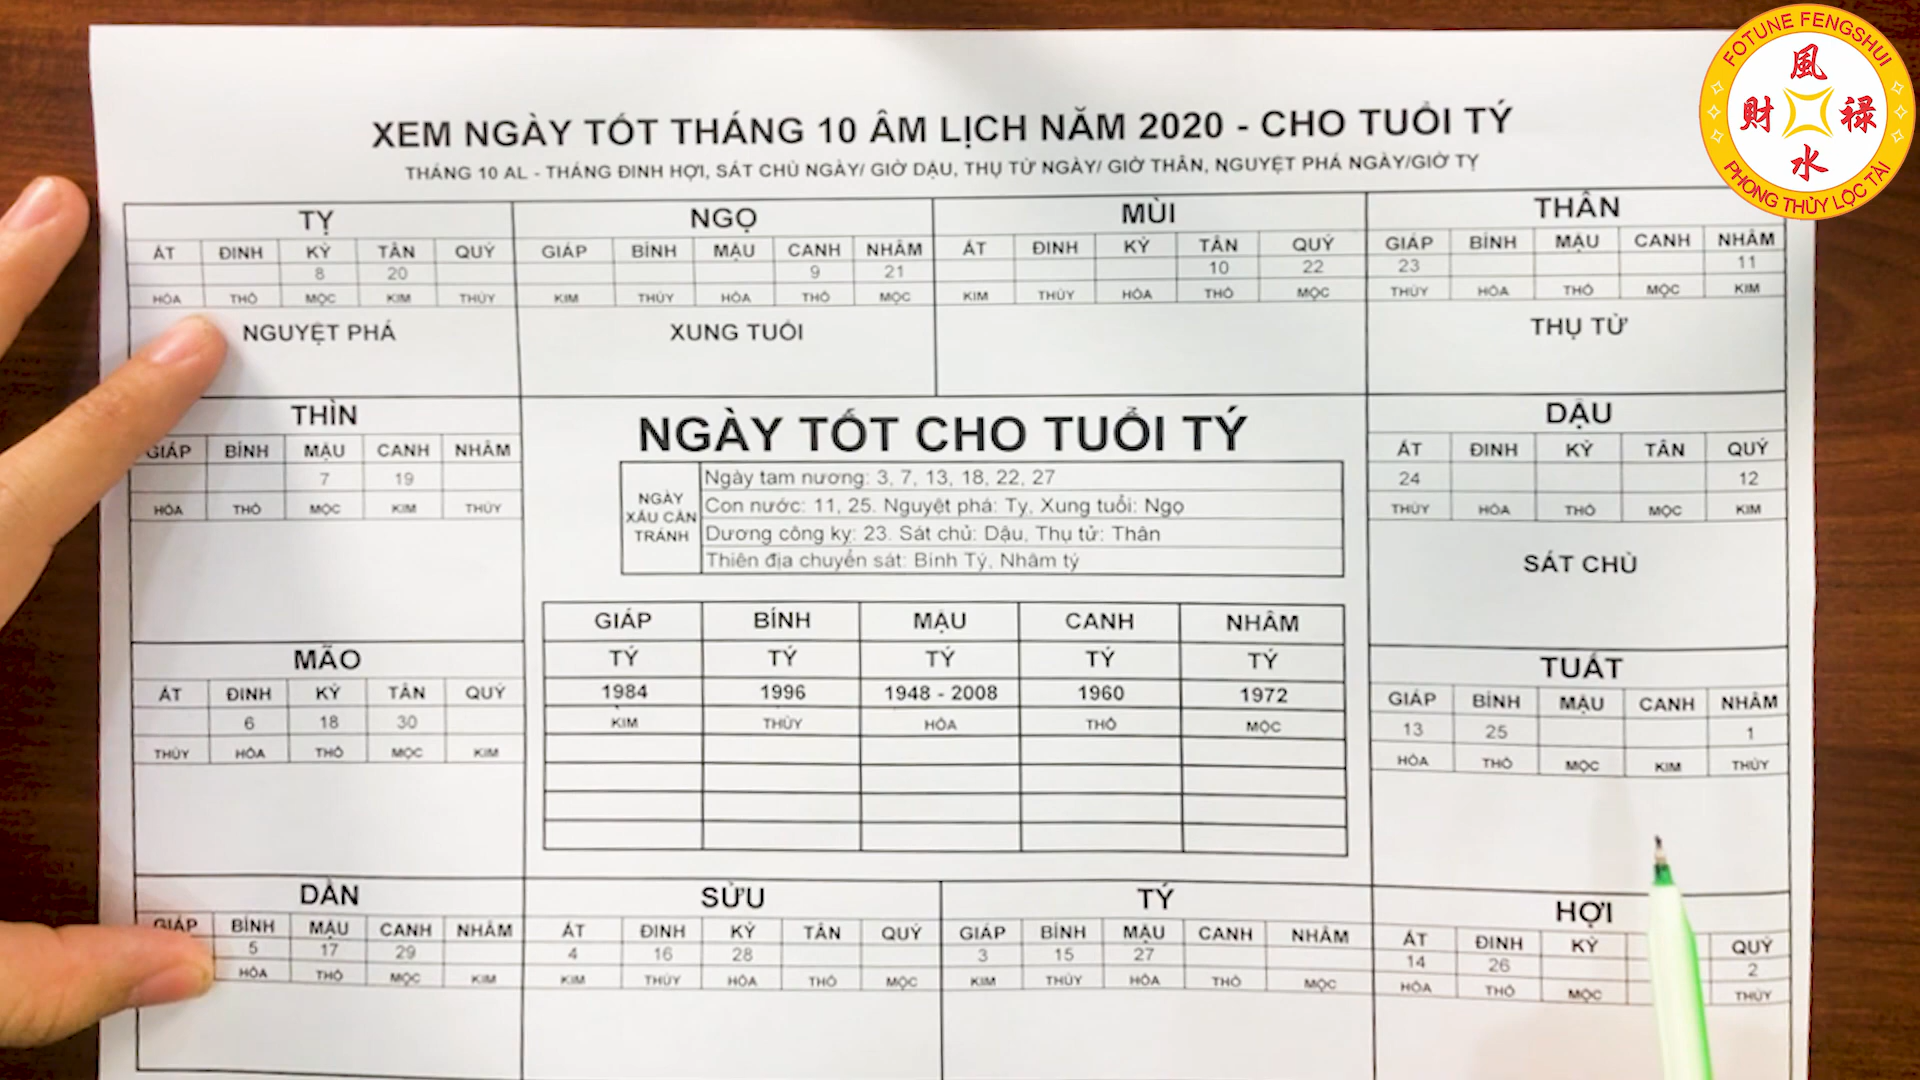 FOTUNE FENGSHUI
風
財 禄
水
PHONG THỦY LỘC TÀI
XEM NGÀY TỐT THÁNG 10 ÂM LỊCH NĂM 2020 - CHO TUỔI TÝ
THÁNG 10 AL - THÁNG ĐINH HỢI, SÁT CHỦ NGÀY/ GIỜ DẬU, THỤ TỬ NGÀY/ GIỜ THÂN, NGUYỆT PHÁ NGÀY/GIỜ TỴ
TỴ
ẤT ĐINH KỶ TÂN QUÝ
8 20
HỎA THỔ MỘC KIM THỦY
NGUYỆT PHÁ
NGỌ
GIÁP BÍNH MẬU CANH NHÂM
9 21
KIM THỦY HỎA THỔ MỘC
XUNG TUỔI
MÙI
ẤT ĐINH KỶ TÂN QUÝ
10 22
KIM THỦY HỎA THỔ MỘC
THÂN
GIÁP BÍNH MẬU CANH NHÂM
23 11
THỦY HỎA THỔ MỘC KIM
THỤ TỬ
THÌN
GIÁP BÍNH MẬU CANH NHÂM
7 19
HỎA THỔ MỘC KIM THỦY
NGÀY TỐT CHO TUỔI TÝ
NGÀY
XẤU CẦN
TRÁNH
Ngày tam nương: 3, 7, 13, 18, 22, 27
Con nước: 11, 25. Nguyệt phá: Tỵ, Xung tuổi: Ngọ
Dương công kỵ: 23. Sát chủ: Dậu, Thụ tử: Thân
Thiên địa chuyển sát: Bính Tý, Nhâm tý
DẬU
ẤT ĐINH KỶ TÂN QUÝ
24 12
THỦY HỎA THỔ MỘC KIM
SÁT CHỦ
GIÁP BÍNH MẬU CANH NHÂM
TÝ TÝ TÝ TÝ TÝ
1984 1996 1948 - 2008 1960 1972
KIM THỦY HỎA THỔ MỘC
MÃO
ẤT ĐINH KỶ TÂN QUÝ
6 18 30
THỦY HỎA THỔ MỘC KIM
TUẤT
GIÁP BÍNH MẬU CANH NHÂM
13 25 1
HỎA THỔ MỘC KIM THỦY
DẦN
GIÁP BÍNH MẬU CANH NHÂM
5 17 29
HỎA THỔ MỘC KIM
SỬU
ẤT ĐINH KỶ TÂN QUÝ
4 16 28
KIM THỦY HỎA THỔ MỘC
TÝ
GIÁP BÍNH MẬU CANH NHÂM
3 15 27
KIM THỦY HỎA THỔ MỘC
HỢI
ẤT ĐINH KỶ QUÝ
14 26 2
HỎA THỔ MỘC THỦY